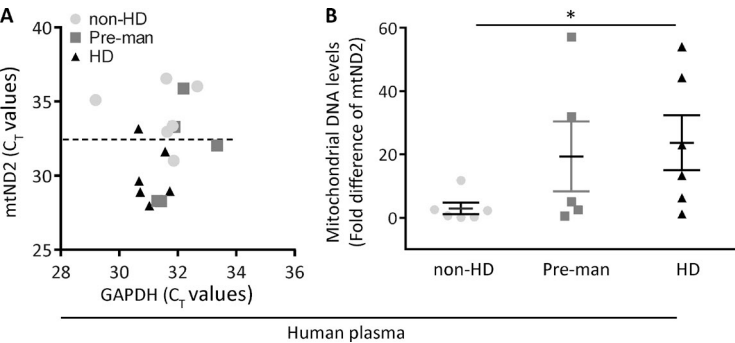 A
non-HD
Pre-man
HD
40
35
30
25
mtND2 (CT values)
28
30
32
34
36
GAPDH (CT values)
B
*
60
40
20
0
Mitochondrial DNA levels
(Fold difference of mtND2)
non-HD
Pre-man
HD
Human plasma